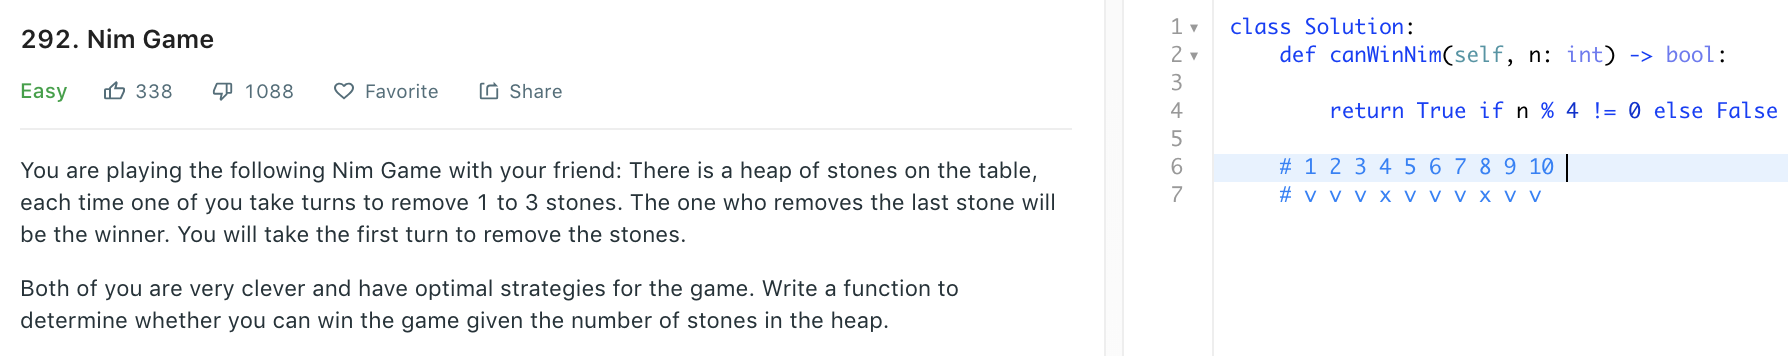 292. Nim Game
Easy 338 1088 Favorite Share
You are playing the following Nim Game with your friend: There is a heap of stones on the table,
each time one of you take turns to remove 1 to 3 stones. The one who removes the last stone will
be the winner. You will take the first turn to remove the stones.
Both of you are very clever and have optimal strategies for the game. Write a function to
determine whether you can win the game given the number of stones in the heap.
1 class Solution:
2     def canWinNim(self, n: int) -> bool:
3
4         return True if n % 4 != 0 else False
5
6     # 1 2 3 4 5 6 7 8 9 10
7     # v v v x v v v x v v